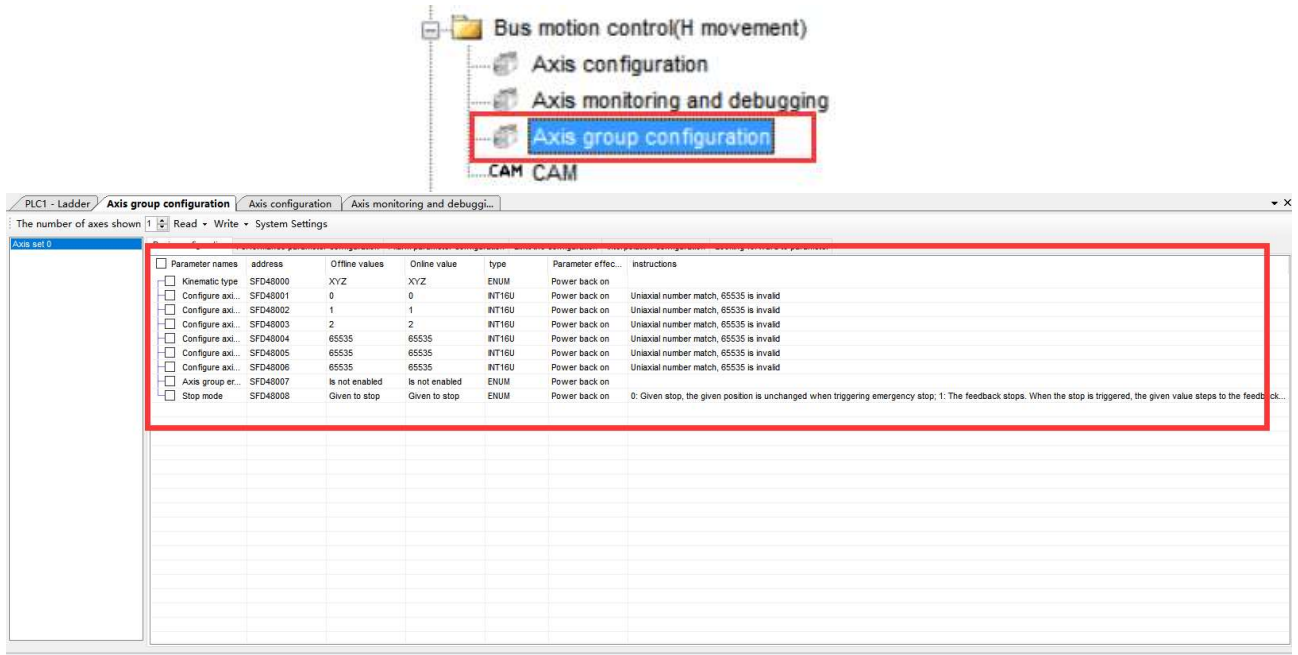 Bus motion control(H movement)
Axis configuration
Axis monitoring and debugging
Axis group configuration
CAM CAM
PLC1 - Ladder Axis group configuration Axis configuration Axis monitoring and debuggi...
The number of axes shown 1 Read Write System Settings
Axis set 0
Parameter names address Offline values Online value type Parameter effec... instructions
Kinematic type SFD48000 XYZ XYZ ENUM Power back on
Configure axi... SFD48001 0 0 INT16U Power back on Uniaxial number match, 65535 is invalid
Configure axi... SFD48002 1 1 INT16U Power back on Uniaxial number match, 65535 is invalid
Configure axi... SFD48003 2 2 INT16U Power back on Uniaxial number match, 65535 is invalid
Configure axi... SFD48004 65535 65535 INT16U Power back on Uniaxial number match, 65535 is invalid
Configure axi... SFD48005 65535 65535 INT16U Power back on Uniaxial number match, 65535 is invalid
Configure axi... SFD48006 65535 65535 INT16U Power back on Uniaxial number match, 65535 is invalid
Axis group er... SFD48007 Is not enabled Is not enabled ENUM Power back on
Stop mode SFD48008 Given to stop Given to stop ENUM Power back on 0: Given stop, the given position is unchanged when triggering emergency stop; 1: The feedback stops. When the stop is triggered, the given value steps to the feedback...